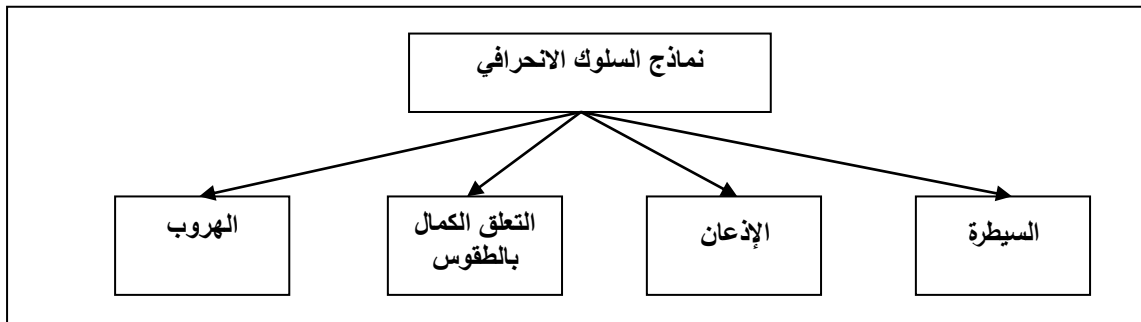 نماذج السلوك الانحرافي
السيطرة
الإذعان
التعلق الكمال
بالطقوس
الهروب